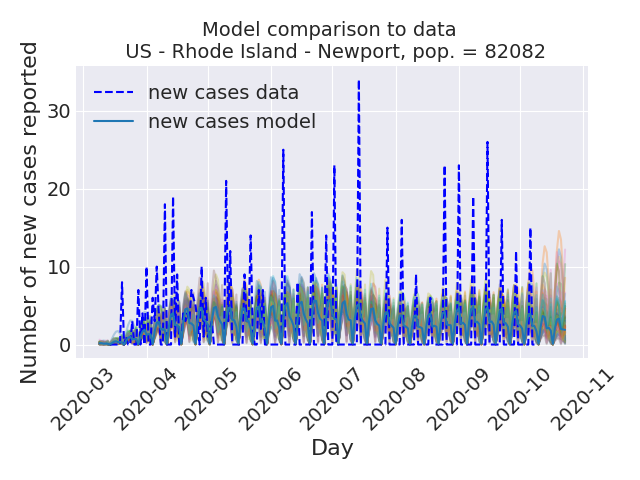 Model comparison to data
US - Rhode Island - Newport, pop. = 82082
Number of new cases reported
new cases data
new cases model
30
20
10
0
2020-03
2020-04
2020-05
2020-06
2020-07
2020-08
2020-09
2020-10
2020-11
Day